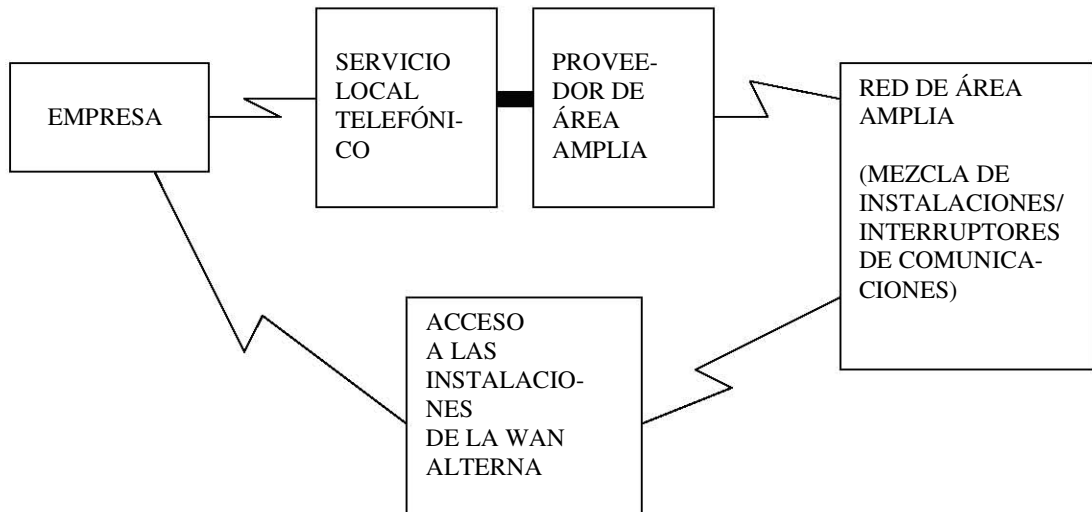 EMPRESA
SERVICIO
LOCAL
TELEFÓNI-
CO
PROVEE-
DOR DE
ÁREA
AMPLIA
RED DE ÁREA
AMPLIA
(MEZCLA DE
INSTALACIONES/
INTERRUPTORES
DE COMUNICA-
CIONES)
ACCESO
A LAS
INSTALACIO-
NES
DE LA WAN
ALTERNA